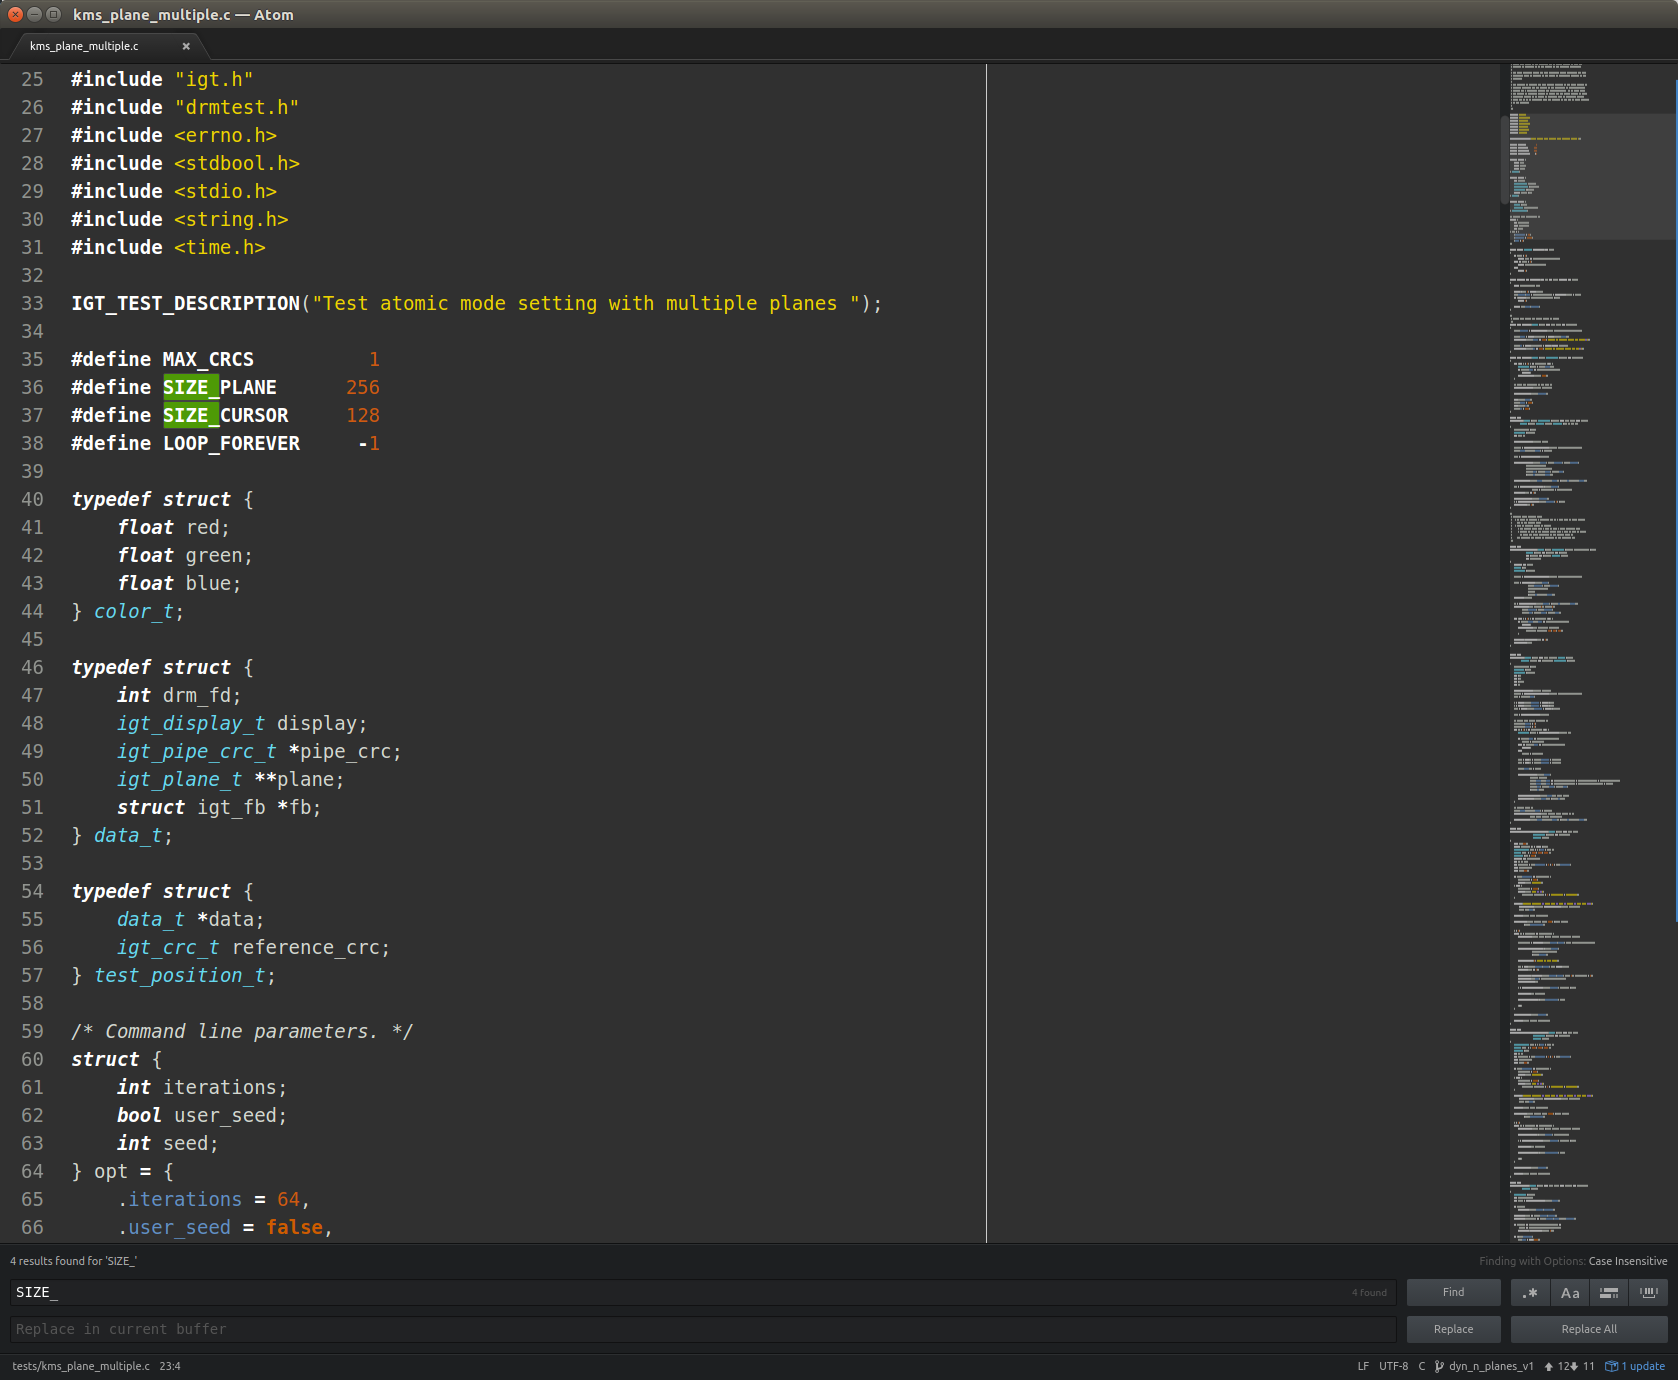 kms_plane_multiple.c — Atom
kms_plane_multiple.c ×
25 #include "igt.h"
26 #include "drmtest.h"
27 #include <errno.h>
28 #include <stdbool.h>
29 #include <stdio.h>
30 #include <string.h>
31 #include <time.h>
32
33 IGT_TEST_DESCRIPTION("Test atomic mode setting with multiple planes ");
34
35 #define MAX_CRCS          1
36 #define SIZE_PLANE      256
37 #define SIZE_CURSOR     128
38 #define LOOP_FOREVER     -1
39
40 typedef struct {
41     float red;
42     float green;
43     float blue;
44 } color_t;
45
46 typedef struct {
47     int drm_fd;
48     igt_display_t display;
49     igt_pipe_crc_t *pipe_crc;
50     igt_plane_t **plane;
51     struct igt_fb *fb;
52 } data_t;
53
54 typedef struct {
55     data_t *data;
56     igt_crc_t reference_crc;
57 } test_position_t;
58
59 /* Command line parameters. */
60 struct {
61     int iterations;
62     bool user_seed;
63     int seed;
64 } opt = {
65     .iterations = 64,
66     .user_seed = false,
4 results found for 'SIZE_' Finding with Options: Case Insensitive
SIZE_ 4 found Find .* Aa
Replace in current buffer Replace Replace All
tests/kms_plane_multiple.c 23:4 LF UTF-8 C dyn_n_planes_v1 12 11 1 update